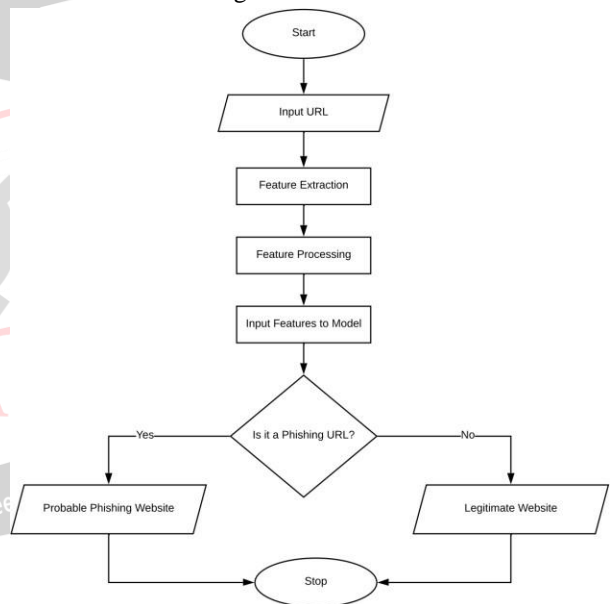 Start
Input URL
Feature Extraction
Feature Processing
Input Features to Model
Is it a Phishing URL?
Yes
No
Probable Phishing Website
Legitimate Website
Stop